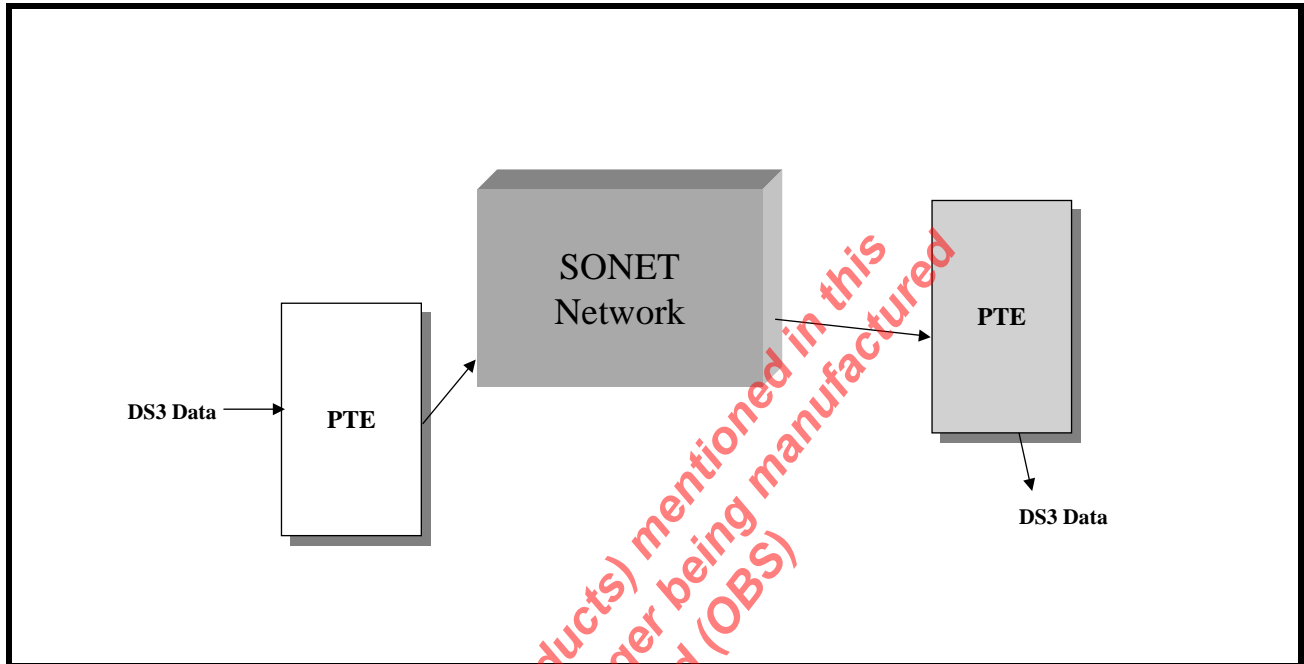 SONET
Network
PTE
DS3 Data
PTE
DS3 Data
ducts) mentioned in this
ger being manufactured
d (OBS)